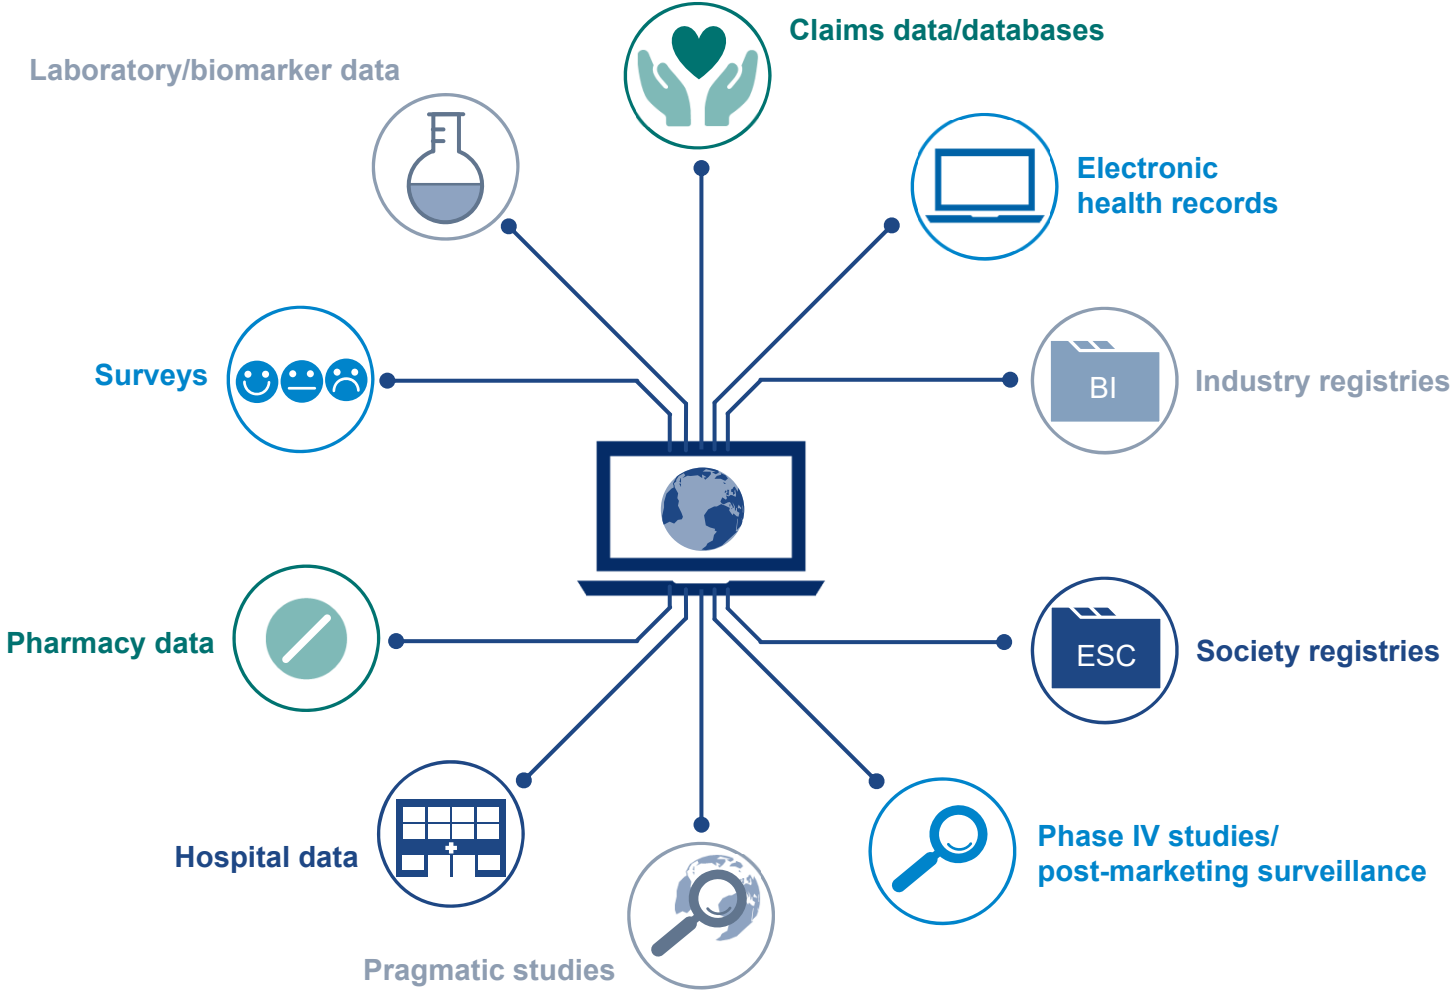 Claims data/databases
Laboratory/biomarker data
Electronic
health records
Surveys
BI
Industry registries
Pharmacy data
ESC
Society registries
Hospital data
Phase IV studies/
post-marketing surveillance
Pragmatic studies